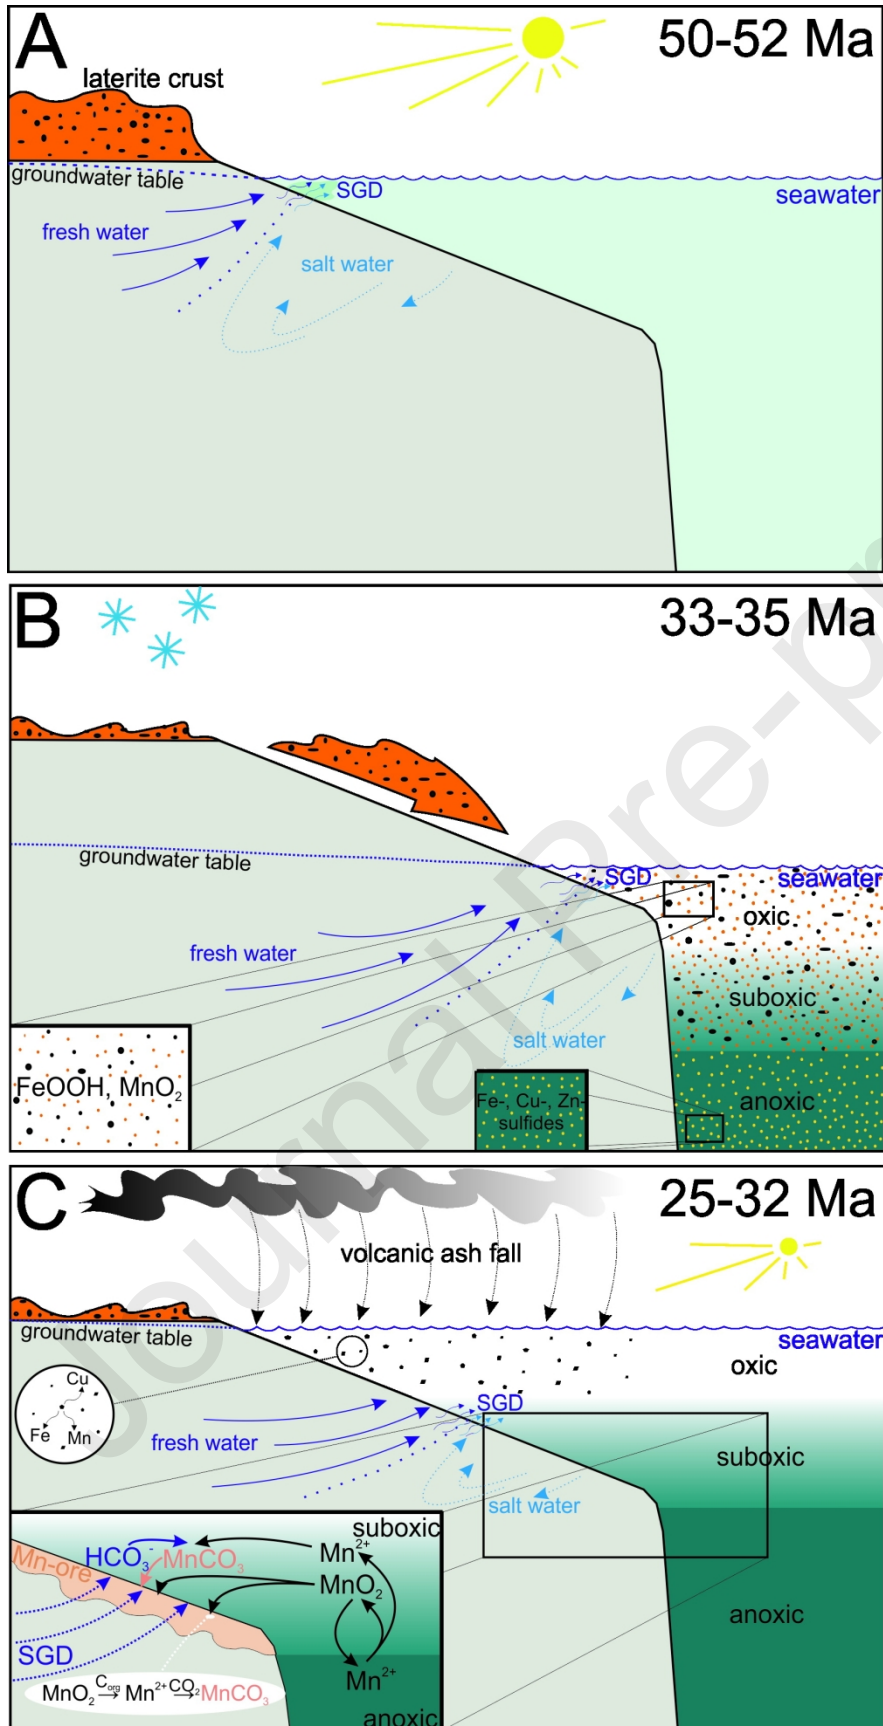 A
50-52 Ma
laterite crust
groundwater table
SGD
seawater
fresh water
salt water
B
33-35 Ma
groundwater table
SGD
seawater
oxic
fresh water
suboxic
salt water
FeOOH, MnO₂
Fe-, Cu-, Zn-
sulfides
anoxic
C
25-32 Ma
volcanic ash fall
groundwater table
seawater
oxic
Cu
Fe
Mn
SGD
fresh water
suboxic
salt water
suboxic
Mn-ore
HCO₃⁻
MnCO₃
Mn²⁺
MnO₂
anoxic
SGD
Mn²⁺
MnO₂ C org → Mn²⁺ CO₂ → MnCO₃
anoxic
Journal Pre-p